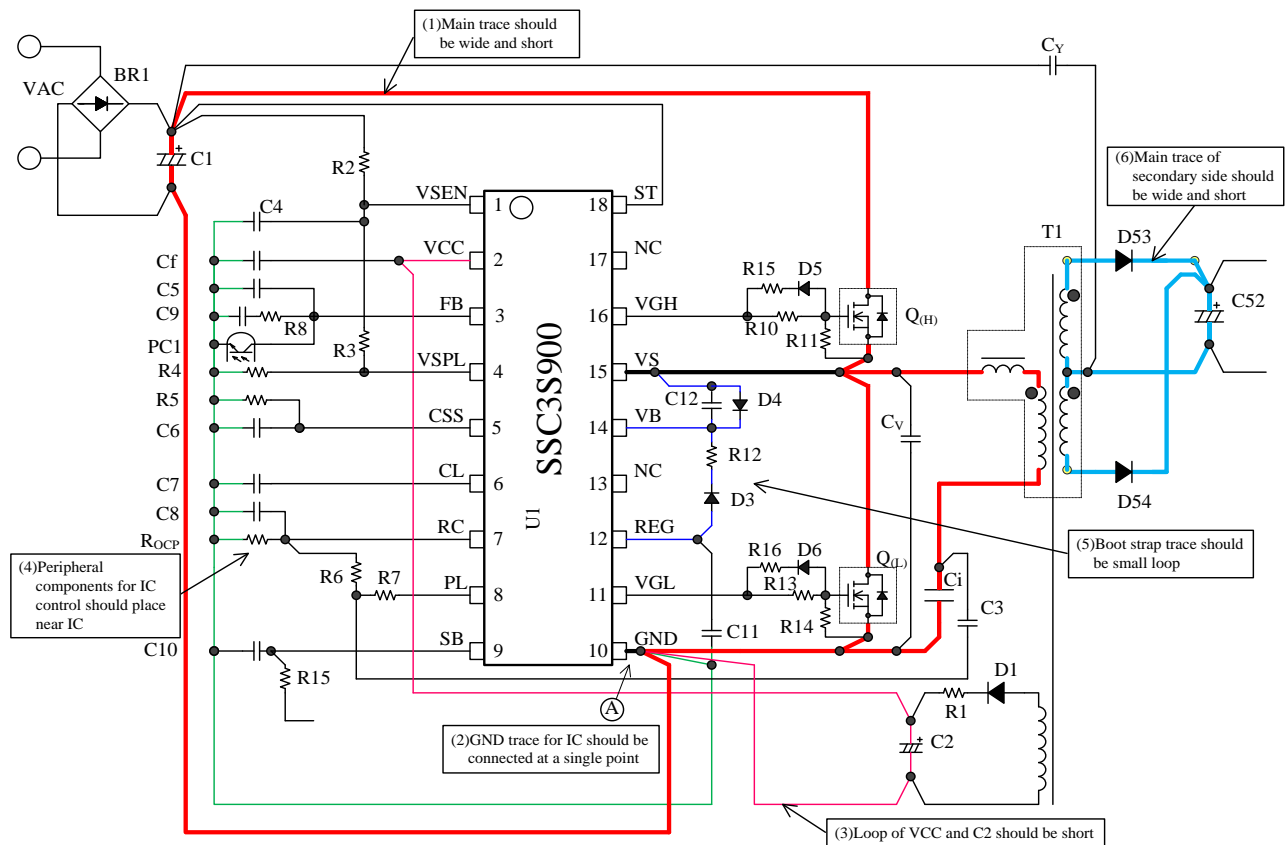 (1)Main trace should
be wide and short
CY
BR1
VAC
C1
R2
(6)Main trace of
secondary side should
be wide and short
VSEN
1
18
ST
C4
T1
D53
VCC
2
17
NC
Cf
C5
C9
R8
FB
3
16
VGH
R15
D5
R10
R11
Q(H)
C52
PC1
R3
R4
VSPL
4
15
VS
R5
C12
D4
C6
CSS
5
14
VB
CV
R12
SSC3S900
U1
C7
CL
6
13
NC
D3
D54
C8
ROCP
RC
7
12
REG
(5)Boot strap trace should
be small loop
(4)Peripheral
components for IC
control should place
near IC
R6
R7
PL
8
11
VGL
R16
D6
R13
R14
Q(L)
Ci
C3
C10
SB
9
10
GND
C11
R15
A
D1
R1
C2
(2)GND trace for IC should be
connected at a single point
(3)Loop of VCC and C2 should be short